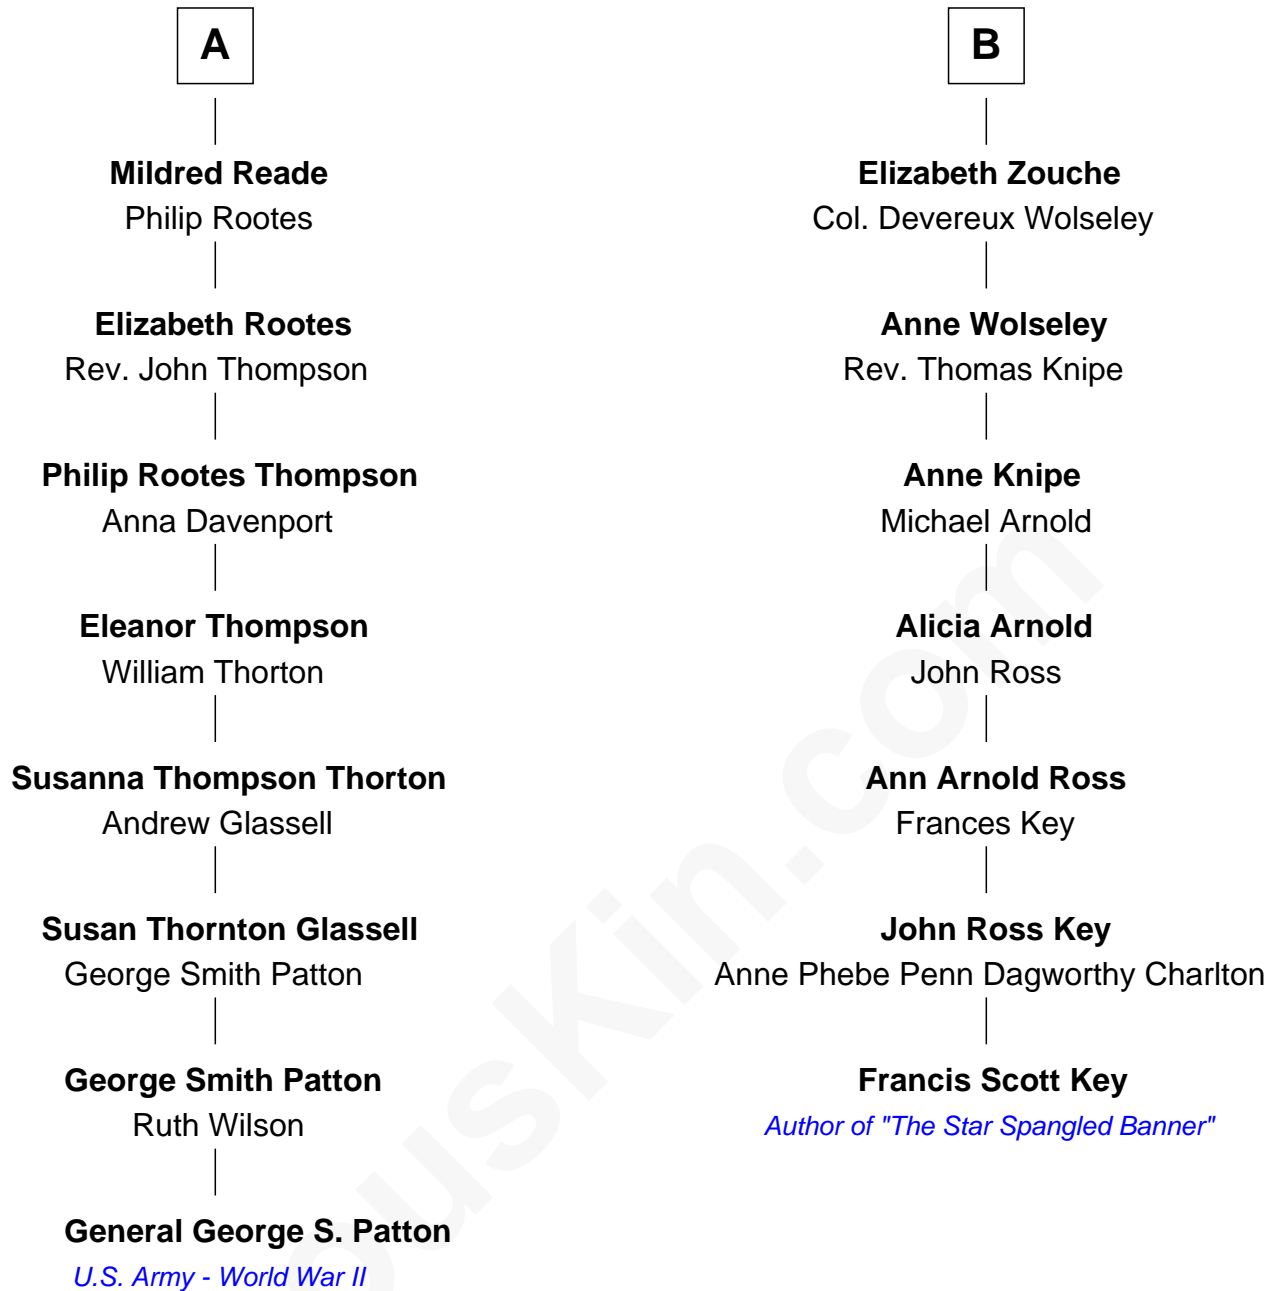 A
Mildred Reade
Philip Rootes
Elizabeth Rootes
Rev. John Thompson
Philip Rootes Thompson
Anna Davenport
Eleanor Thompson
William Thorton
Susanna Thompson Thorton
Andrew Glassell
Susan Thornton Glassell
George Smith Patton
George Smith Patton
Ruth Wilson
General George S. Patton
U.S. Army - World War II
B
Elizabeth Zouche
Col. Devereux Wolseley
Anne Wolseley
Rev. Thomas Knipe
Anne Knipe
Michael Arnold
Alicia Arnold
John Ross
Ann Arnold Ross
Frances Key
John Ross Key
Anne Phebe Penn Dagworthy Charlton
Francis Scott Key
Author of "The Star Spangled Banner"
ousKin.com